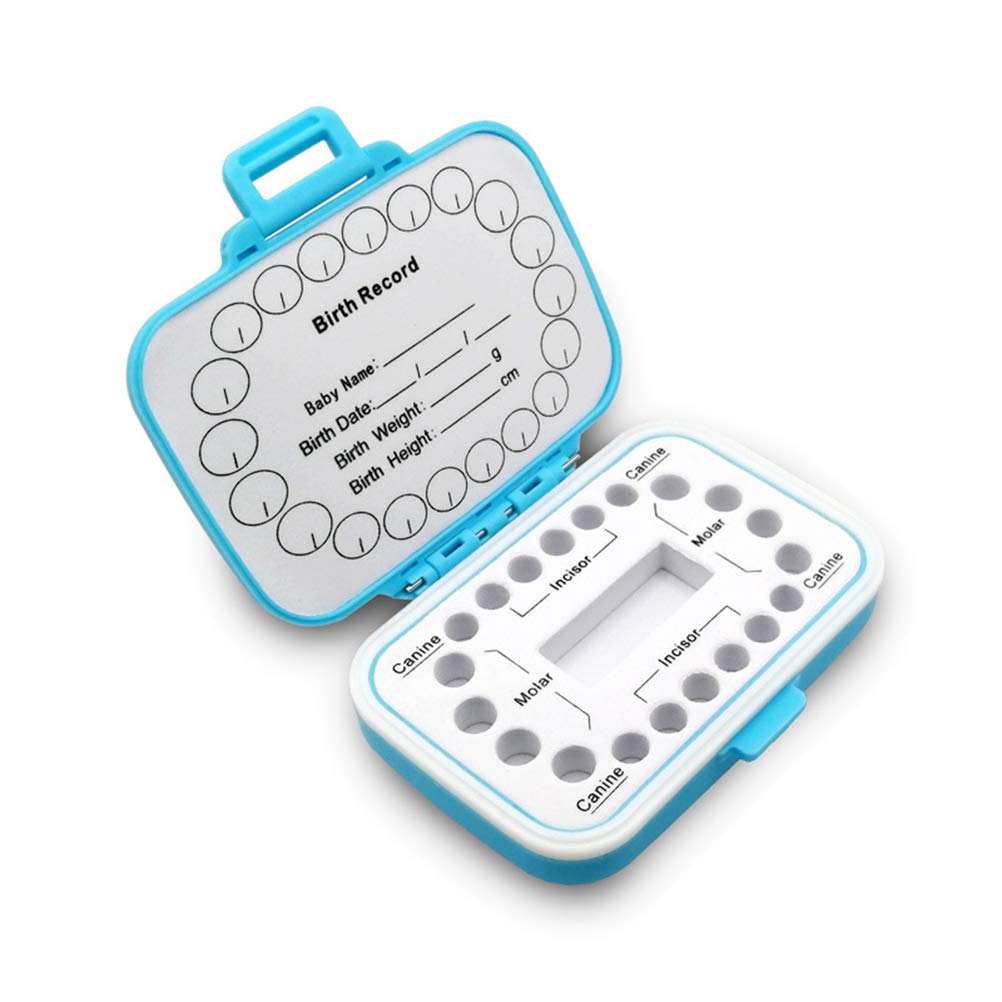 Birth Record
Baby Name:
Birth Date: / /
Birth Weight: g
Birth Height: cm
Canine
Incisor
Molar
Canine
Canine
Molar
Incisor
Canine